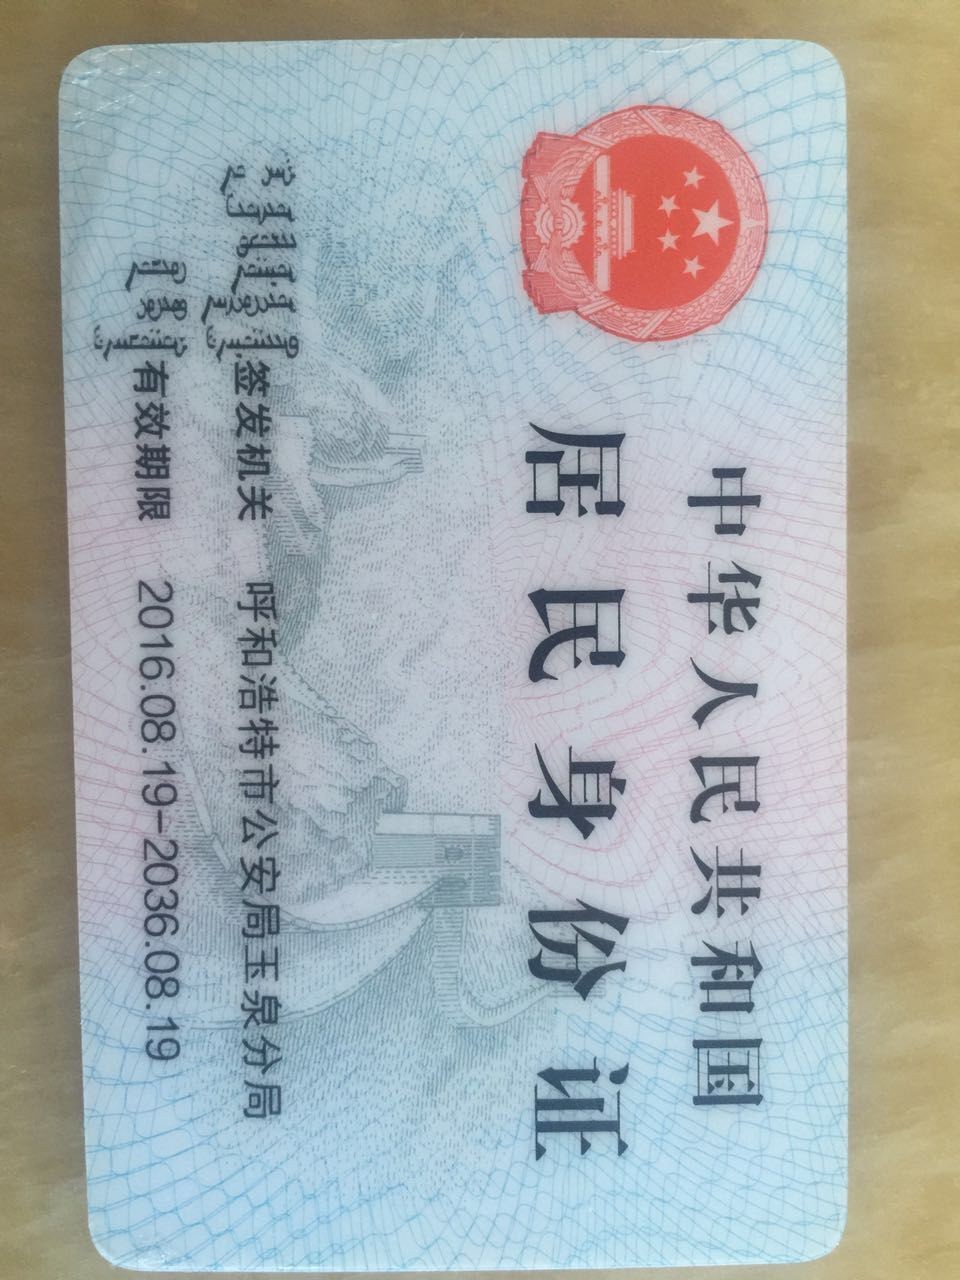 中华人民共和国
居民身份证
签发机关 呼和浩特市公安局玉泉分局
有效期限 2016.08.19-2036.08.19